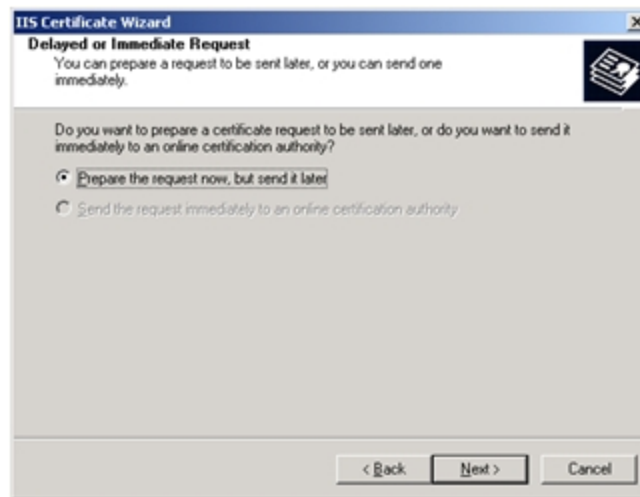 IIS Certificate Wizard
Delayed or Immediate Request
You can prepare a request to be sent later, or you can send one
immediately.
Do you want to prepare a certificate request to be sent later, or do you want to send it
immediately to an online certification authority?
Prepare the request now, but send it later
Send the request immediately to an online certification authority
< Back
Next >
Cancel